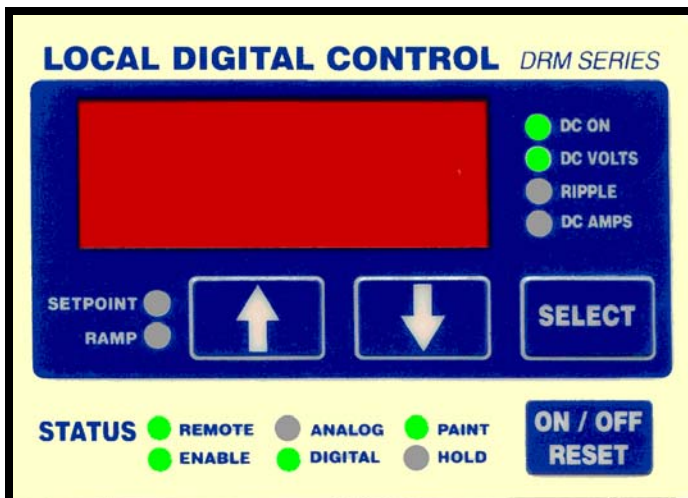 LOCAL DIGITAL CONTROL DRM SERIES
DC ON
DC VOLTS
RIPPLE
DC AMPS
SETPOINT
RAMP
SELECT
STATUS
REMOTE ANALOG PAINT
ENABLE DIGITAL HOLD
ON / OFF
RESET